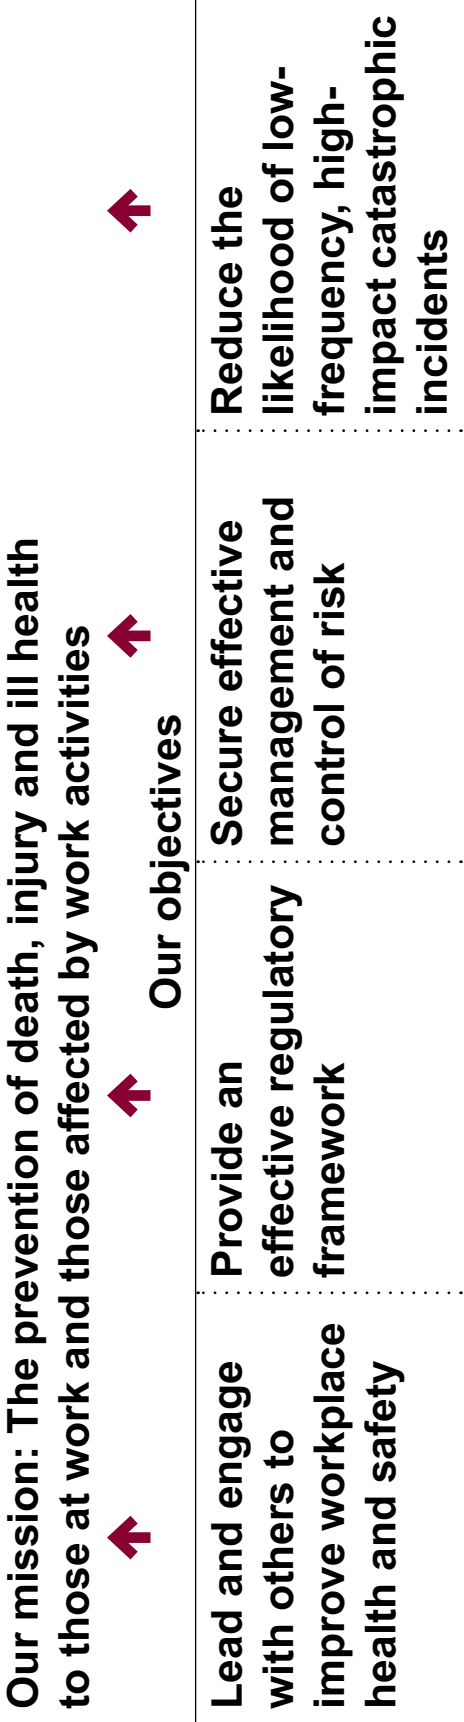 Our mission: The prevention of death, injury and ill health
to those at work and those affected by work activities
Our objectives
Lead and engage
with others to
improve workplace
health and safety
Provide an
effective regulatory
framework
Secure effective
management and
control of risk
Reduce the
likelihood of low-
frequency, high-
impact catastrophic
incidents